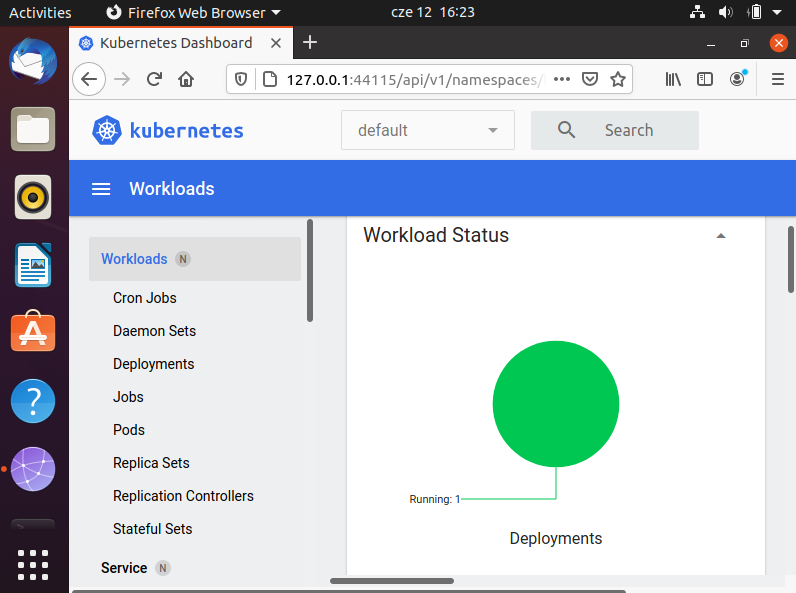 Activities Firefox Web Browser cze 12 16:23
Kubernetes Dashboard
127.0.0.1:44115/api/v1/namespaces/
kubernetes default Search
Workloads
Workload Status
Workloads N
Cron Jobs
Daemon Sets
Deployments
Jobs
Pods
Replica Sets
Replication Controllers
Stateful Sets
Service N
Running: 1
Deployments